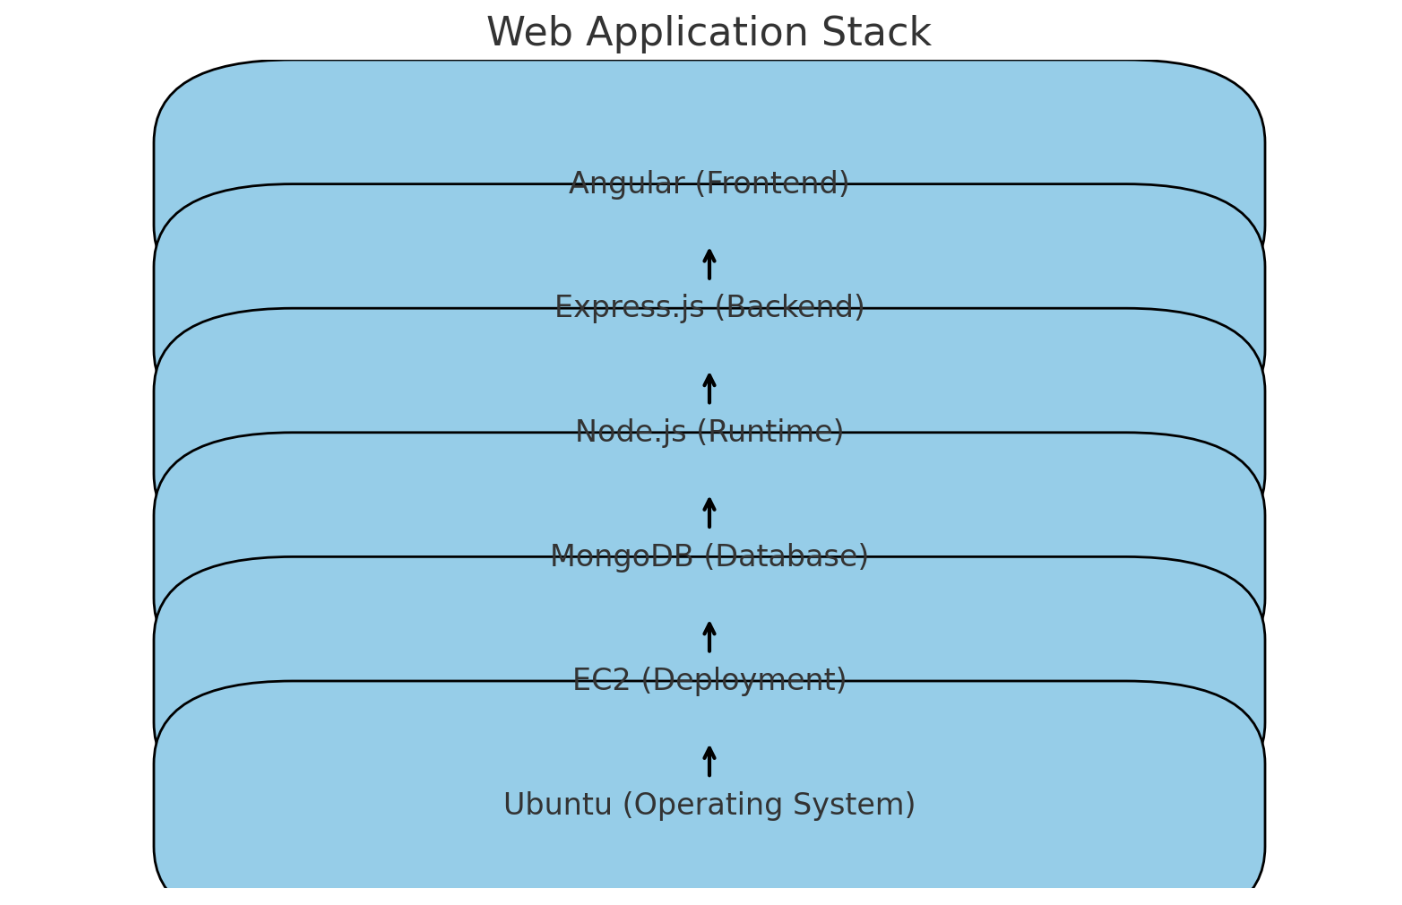 Web Application Stack
Angular (Frontend)
Express.js (Backend)
Node.js (Runtime)
MongoDB (Database)
EC2 (Deployment)
Ubuntu (Operating System)